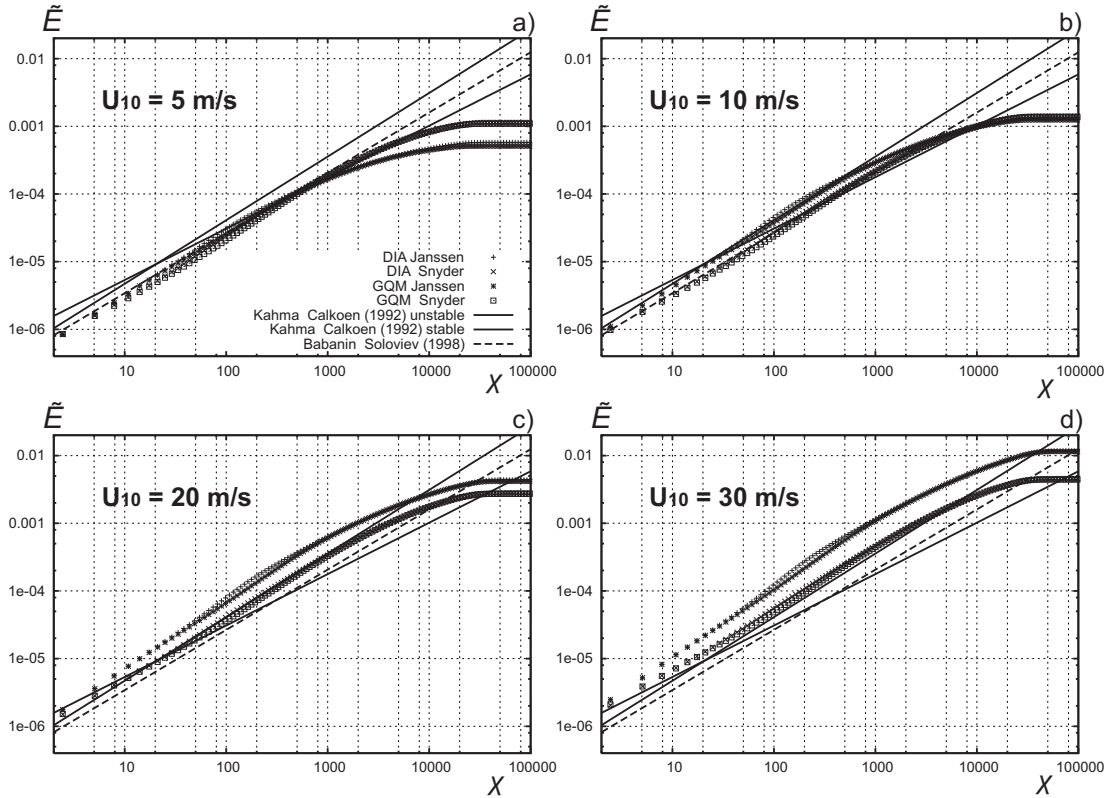 Ẽ
a)
0.01
0.001
1e-04
1e-05
1e-06
U10 = 5 m/s
DIA Janssen
DIA Snyder
GQM Janssen
GQM Snyder
Kahma Calkoen (1992) unstable
Kahma Calkoen (1992) stable
Babanin Soloviev (1998)
10 100 1000 10000 100000
X
Ẽ
b)
0.01
0.001
1e-04
1e-05
1e-06
U10 = 10 m/s
10 100 1000 10000 100000
X
Ẽ
c)
0.01
0.001
1e-04
1e-05
1e-06
U10 = 20 m/s
10 100 1000 10000 100000
X
Ẽ
d)
0.01
0.001
1e-04
1e-05
1e-06
U10 = 30 m/s
10 100 1000 10000 100000
X